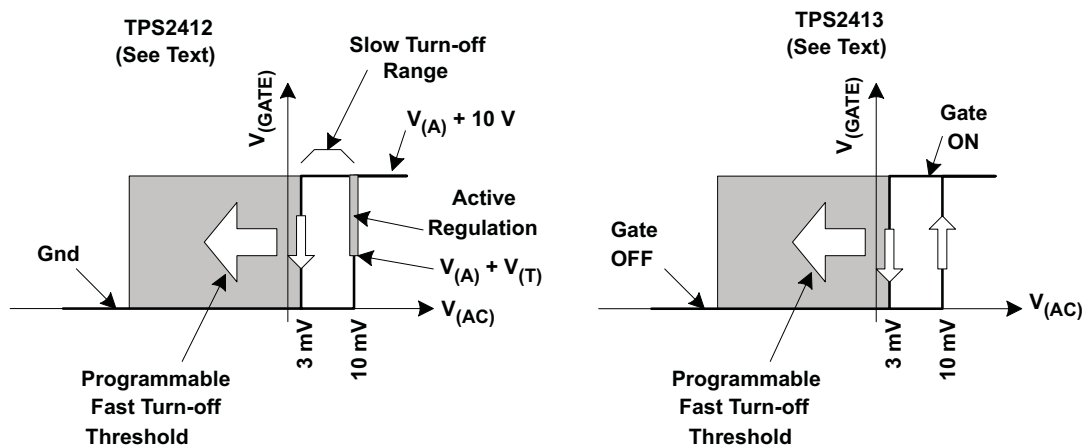 TPS2412
(See Text)
Slow Turn-off
Range
V(GATE)
V(A) + 10 V
Active
Regulation
Gnd
V(A) + V(T)
V(AC)
3 mV
10 mV
Programmable
Fast Turn-off
Threshold
TPS2413
(See Text)
V(GATE)
Gate
ON
Gate
OFF
V(AC)
3 mV
10 mV
Programmable
Fast Turn-off
Threshold